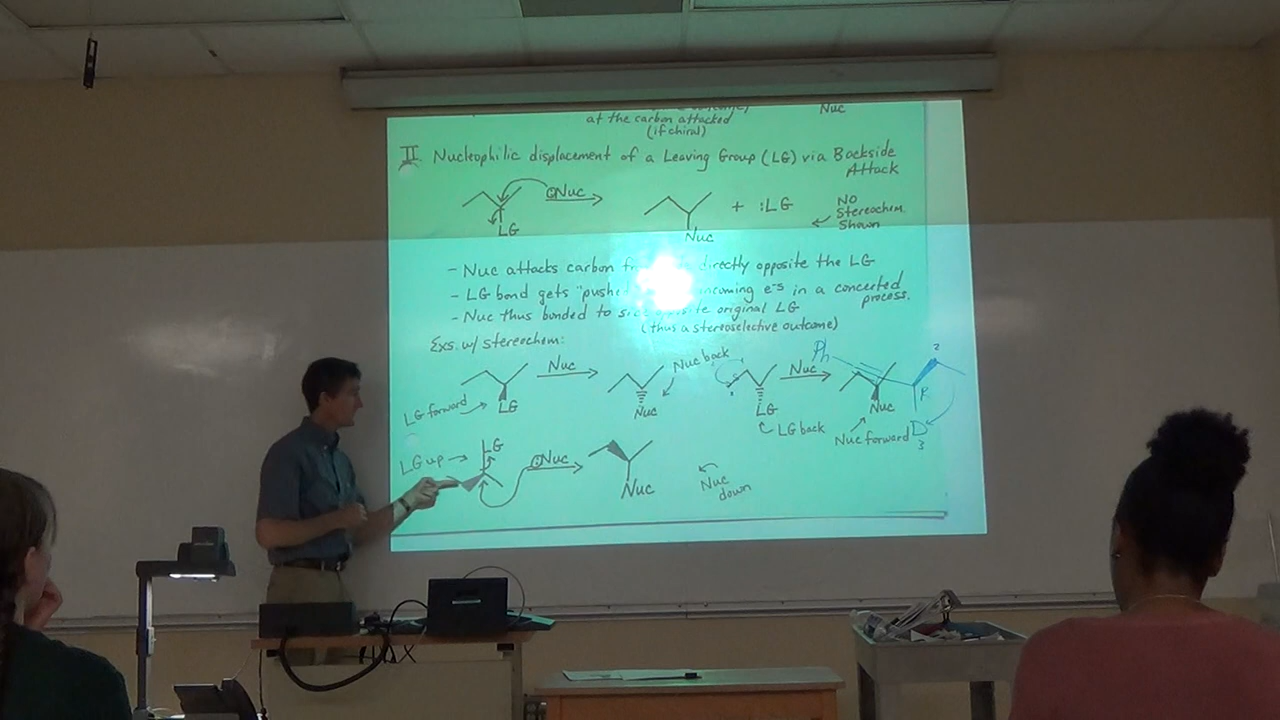 Nuc
at the carbon attacked
(if chiral)
II. Nucleophilic displacement of a Leaving Group (LG) via Backside
Attack
⊖Nuc
+ :LG
No
Stereochem.
Shown
LG
Nuc
- Nuc attacks carbon directly opposite the LG
- LG bond gets "pushe incoming e⁻s in a concerted
process.
- Nuc thus bonded to original LG
(thus a stereoselective outcome)
Exs. w/ stereochem:
Nuc
Nuc back
Nuc
Ph
2
LG forward
LG
Nuc
LG
LG back
Nuc
Nuc forward
R
D
3
LG up
LG
⊖Nuc
Nuc
Nuc
down